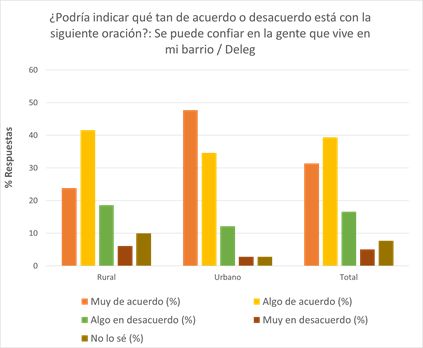 ¿Podría indicar qué tan de acuerdo o desacuerdo está con la
siguiente oración?: Se puede confiar en la gente que vive en
mi barrio / Deleg
% Respuestas
60
50
40
30
20
10
0
Rural
Urbano
Total
Muy de acuerdo (%)
Algo de acuerdo (%)
Algo en desacuerdo (%)
Muy en desacuerdo (%)
No lo sé (%)